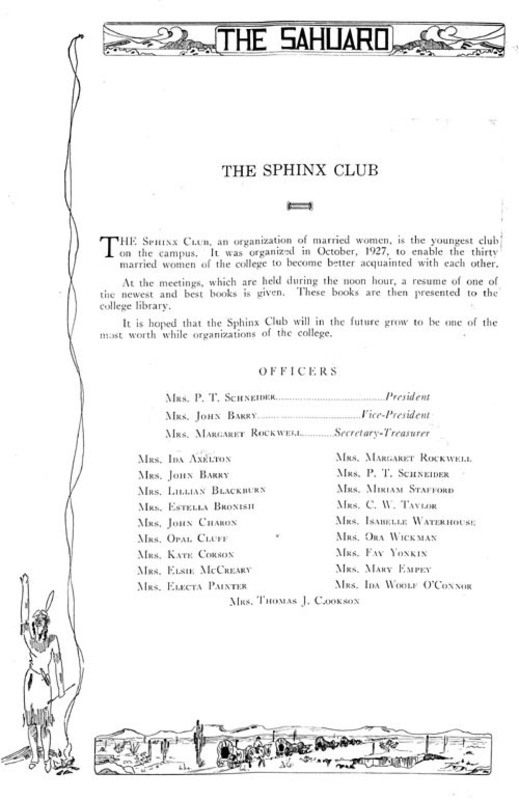 THE SAHUARO
THE SPHINX CLUB
THE SPHINX CLUB, an organization of married women, is the youngest club
on the campus. It was organized in October, 1927, to enable the thirty
married women of the college to become better acquainted with each other.
At the meetings, which are held during the noon hour, a resume of one of
the newest and best books is given. These books are then presented to the
college library.
It is hoped that the Sphinx Club will in the future grow to be one of the
most worth while organizations of the college.
OFFICERS
MRS. P. T. SCHNEIDER..............................President
MRS. JOHN BARRY..............................Vice-President
MRS. MARGARET ROCKWELL..........Secretary-Treasurer
MRS. IDA AXELTON
MRS. JOHN BARRY
MRS. LILLIAN BLACKBURN
MRS. ESTELLA BRONISH
MRS. JOHN CHARON
MRS. OPAL CLUFF
MRS. KATE CORSON
MRS. ELSIE MCCREARY
MRS. ELECTA PAINTER
MRS. MARGARET ROCKWELL
MRS. P. T. SCHNEIDER
MRS. MIRIAM STAFFORD
MRS. C. W. TAYLOR
MRS. ISABELLE WATERHOUSE
MRS. ORA WICKMAN
MRS. FAY YONKIN
MRS. MARY EMPEY
MRS. IDA WOOLF O'CONNOR
MRS. THOMAS J. COOKSON